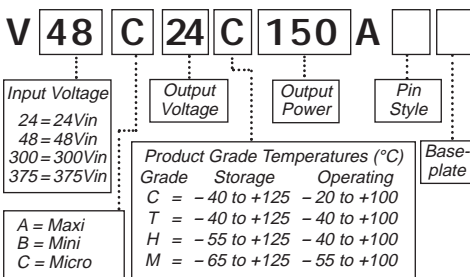 V 48 C 24 C 150 A
Input Voltage
24 = 24Vin
48 = 48Vin
300 = 300Vin
375 = 375Vin
Output
Voltage
Output
Power
Pin
Style
Base-
plate
Product Grade Temperatures (°C)
Grade Storage Operating
C = – 40 to +125 – 20 to +100
T = – 40 to +125 – 40 to +100
H = – 55 to +125 – 40 to +100
M = – 65 to +125 – 55 to +100
A = Maxi
B = Mini
C = Micro